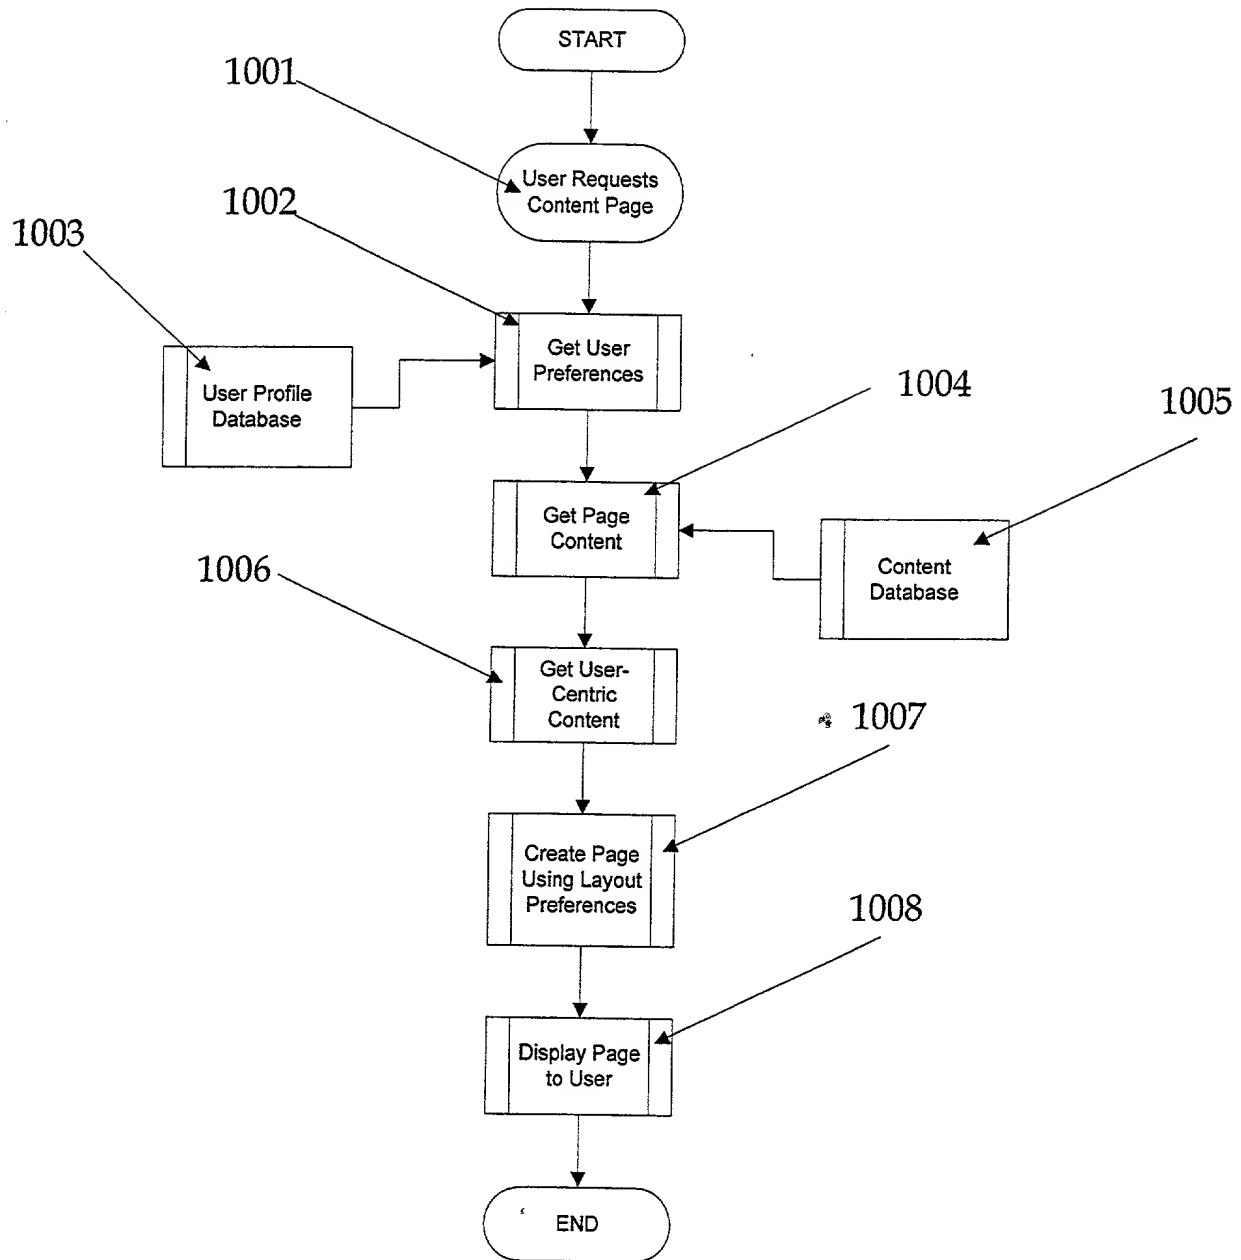 START
1001
User Requests
Content Page
1002
1003
Get User
Preferences
User Profile
Database
1004
1005
Get Page
Content
Content
Database
1006
Get User-
Centric
Content
1007
Create Page
Using Layout
Preferences
1008
Display Page
to User
END